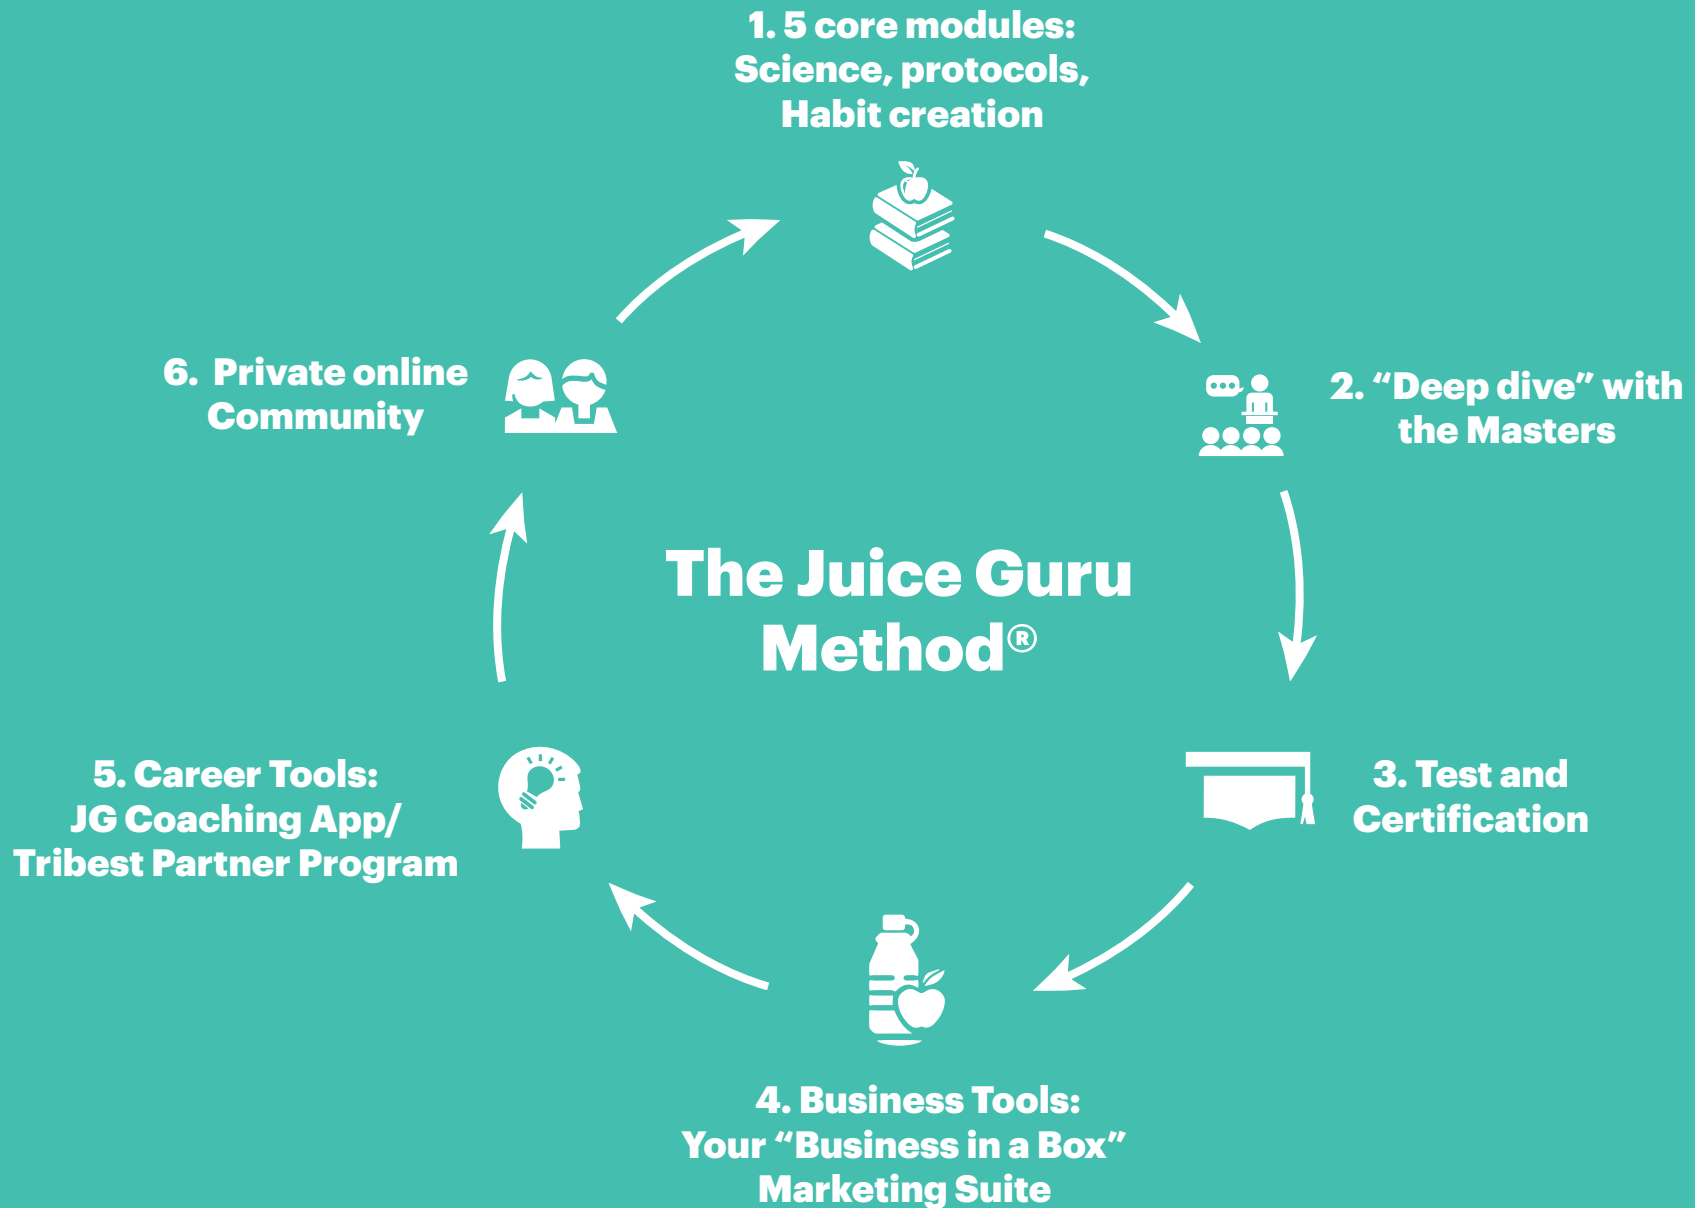 1. 5 core modules:
Science, protocols,
Habit creation
2. “Deep dive” with
the Masters
3. Test and
Certification
4. Business Tools:
Your “Business in a Box”
Marketing Suite
5. Career Tools:
JG Coaching App/
Tribest Partner Program
6. Private online
Community
The Juice Guru
Method®